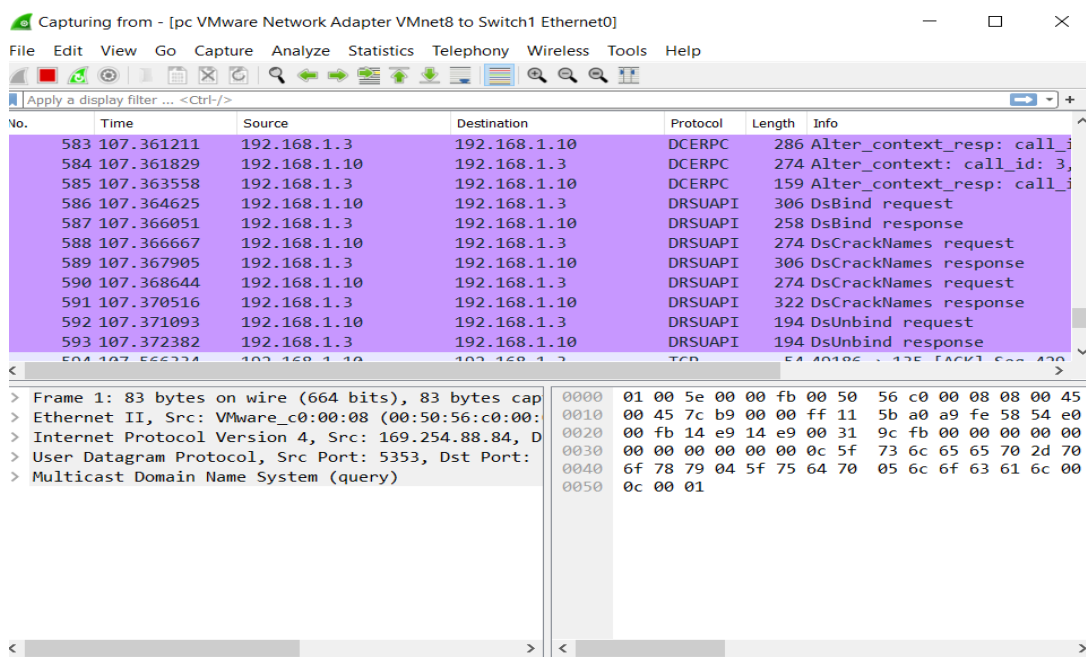 Capturing from - [pc VMware Network Adapter VMnet8 to Switch1 Ethernet0]
File Edit View Go Capture Analyze Statistics Telephony Wireless Tools Help
Apply a display filter ... <Ctrl-/>
No. Time Source Destination Protocol Length Info
583 107.361211 192.168.1.3 192.168.1.10 DCERPC 286 Alter_context_resp: call_i
584 107.361829 192.168.1.10 192.168.1.3 DCERPC 274 Alter_context: call_id: 3,
585 107.363558 192.168.1.3 192.168.1.10 DCERPC 159 Alter_context_resp: call_i
586 107.364625 192.168.1.10 192.168.1.3 DRSUAPI 306 DsBind request
587 107.366051 192.168.1.3 192.168.1.10 DRSUAPI 258 DsBind response
588 107.366667 192.168.1.10 192.168.1.3 DRSUAPI 274 DsCrackNames request
589 107.367905 192.168.1.3 192.168.1.10 DRSUAPI 306 DsCrackNames response
590 107.368644 192.168.1.10 192.168.1.3 DRSUAPI 274 DsCrackNames request
591 107.370516 192.168.1.3 192.168.1.10 DRSUAPI 322 DsCrackNames response
592 107.371093 192.168.1.10 192.168.1.3 DRSUAPI 194 DsUnbind request
593 107.372382 192.168.1.3 192.168.1.10 DRSUAPI 194 DsUnbind response
594 107.566334 192.168.1.10 192.168.1.3 TCP 54 49186 → 135 [ACK]
> Frame 1: 83 bytes on wire (664 bits), 83 bytes cap
> Ethernet II, Src: VMware_c0:00:08 (00:50:56:c0:00:
> Internet Protocol Version 4, Src: 169.254.88.84, D
> User Datagram Protocol, Src Port: 5353, Dst Port:
> Multicast Domain Name System (query)
0000 01 00 5e 00 00 fb 00 50 56 c0 00 08 08 00 45
0010 00 45 7c b9 00 00 ff 11 5b a0 a9 fe 58 54 e0
0020 00 fb 14 e9 14 e9 00 31 9c fb 00 00 00 00 00
0030 00 00 00 00 00 00 0c 5f 73 6c 65 65 70 2d 70
0040 6f 78 79 04 5f 75 64 70 05 6c 6f 63 61 6c 00
0050 0c 00 01